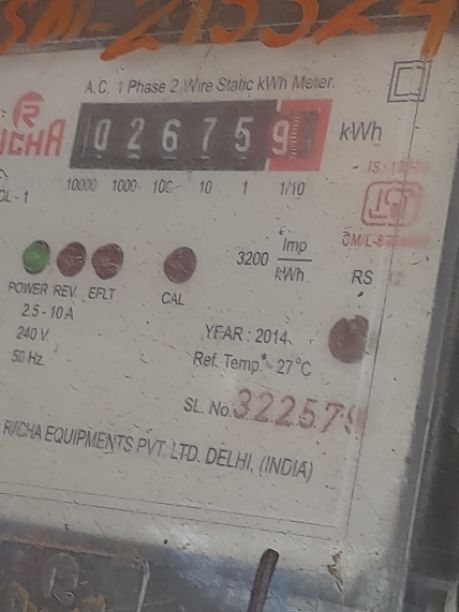 RICHA
A.C. 1 Phase 2 Wire Static kWh Meter.
0 2 6 7 5 9 kWh
10000 1000 100 10 1 1/10
CL - 1
3200 Imp
kWh
RS
POWER REV. EFLT CAL
2.5 - 10 A
240 V.
50 Hz.
YEAR : 2014
Ref. Temp. - 27°C
SL. No.
RICHA EQUIPMENTS PVT. LTD. DELHI, (INDIA)